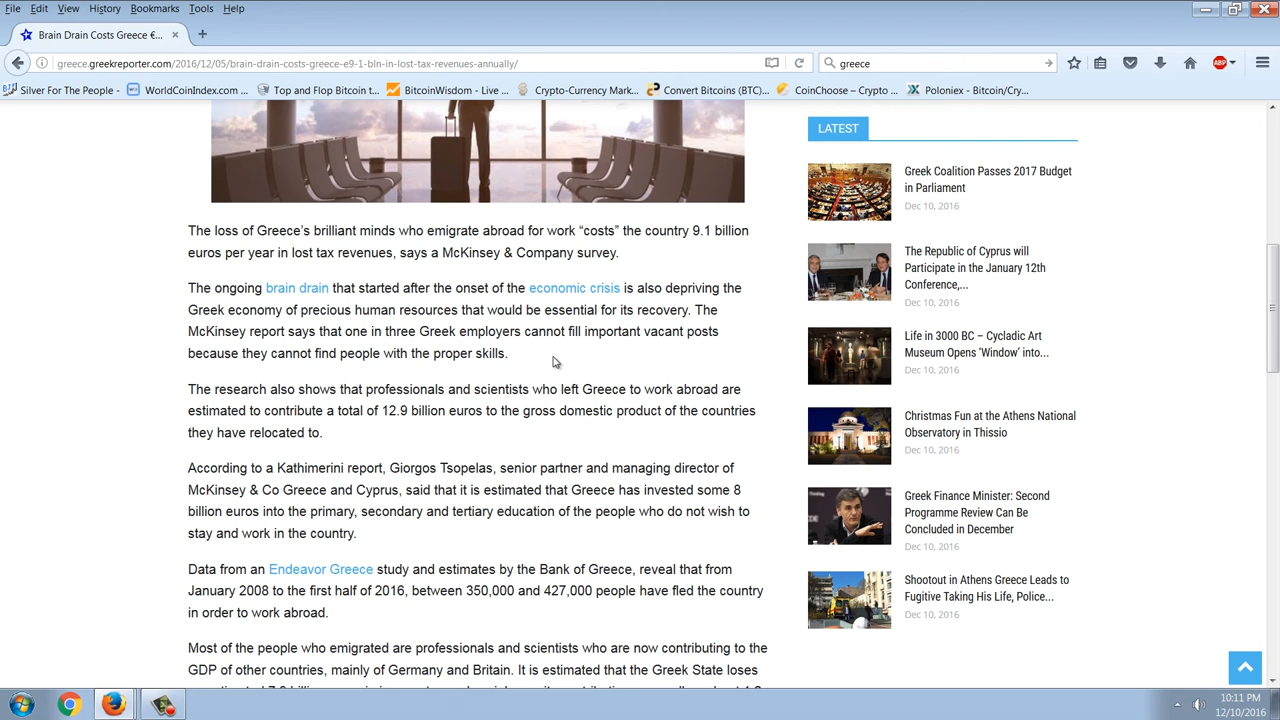 File Edit View History Bookmarks Tools Help
Brain Drain Costs Greece €...
greece.greekreporter.com/2016/12/05/brain-drain-costs-greece-e9-1-bln-in-lost-tax-revenues-annually/
greece
ABP
Silver For The People - WorldCoinIndex.com ... Top and Flop Bitcoin t... BitcoinWisdom - Live ... Crypto-Currency Mark... Convert Bitcoins (BTC)... CoinChoose – Crypto ... Poloniex - Bitcoin/Cry...
The loss of Greece’s brilliant minds who emigrate abroad for work “costs” the country 9.1 billion
euros per year in lost tax revenues, says a McKinsey & Company survey.
The ongoing brain drain that started after the onset of the economic crisis is also depriving the
Greek economy of precious human resources that would be essential for its recovery. The
McKinsey report says that one in three Greek employers cannot fill important vacant posts
because they cannot find people with the proper skills.
The research also shows that professionals and scientists who left Greece to work abroad are
estimated to contribute a total of 12.9 billion euros to the gross domestic product of the countries
they have relocated to.
According to a Kathimerini report, Giorgos Tsopelas, senior partner and managing director of
McKinsey & Co Greece and Cyprus, said that it is estimated that Greece has invested some 8
billion euros into the primary, secondary and tertiary education of the people who do not wish to
stay and work in the country.
Data from an Endeavor Greece study and estimates by the Bank of Greece, reveal that from
January 2008 to the first half of 2016, between 350,000 and 427,000 people have fled the country
in order to work abroad.
Most of the people who emigrated are professionals and scientists who are now contributing to the
GDP of other countries, mainly of Germany and Britain. It is estimated that the Greek State loses
LATEST
Greek Coalition Passes 2017 Budget
in Parliament
Dec 10, 2016
The Republic of Cyprus will
Participate in the January 12th
Conference,...
Dec 10, 2016
Life in 3000 BC – Cycladic Art
Museum Opens ‘Window’ into...
Dec 10, 2016
Christmas Fun at the Athens National
Observatory in Thissio
Dec 10, 2016
Greek Finance Minister: Second
Programme Review Can Be
Concluded in December
Dec 10, 2016
Shootout in Athens Greece Leads to
Fugitive Taking His Life, Police...
Dec 10, 2016
10:11 PM
12/10/2016